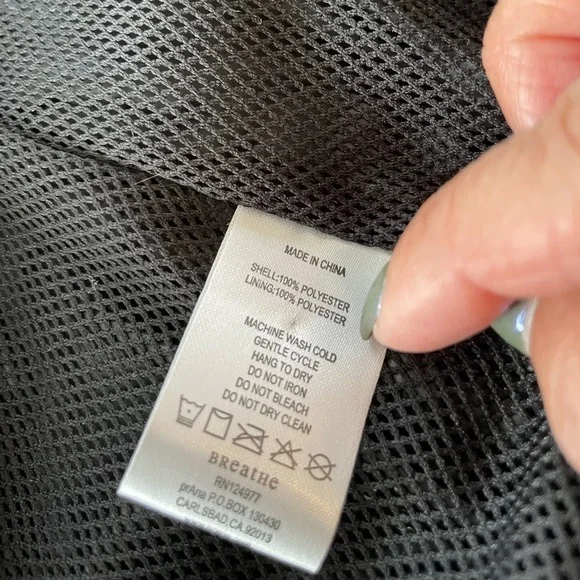 MADE IN CHINA
SHELL:100% POLYESTER
LINING:100% POLYESTER
MACHINE WASH COLD
GENTLE CYCLE
HANG TO DRY
DO NOT IRON
DO NOT BLEACH
DO NOT DRY CLEAN
BReatHe
RN124977
prAna P.O.BOX 130430
CARLSBAD,CA.92013